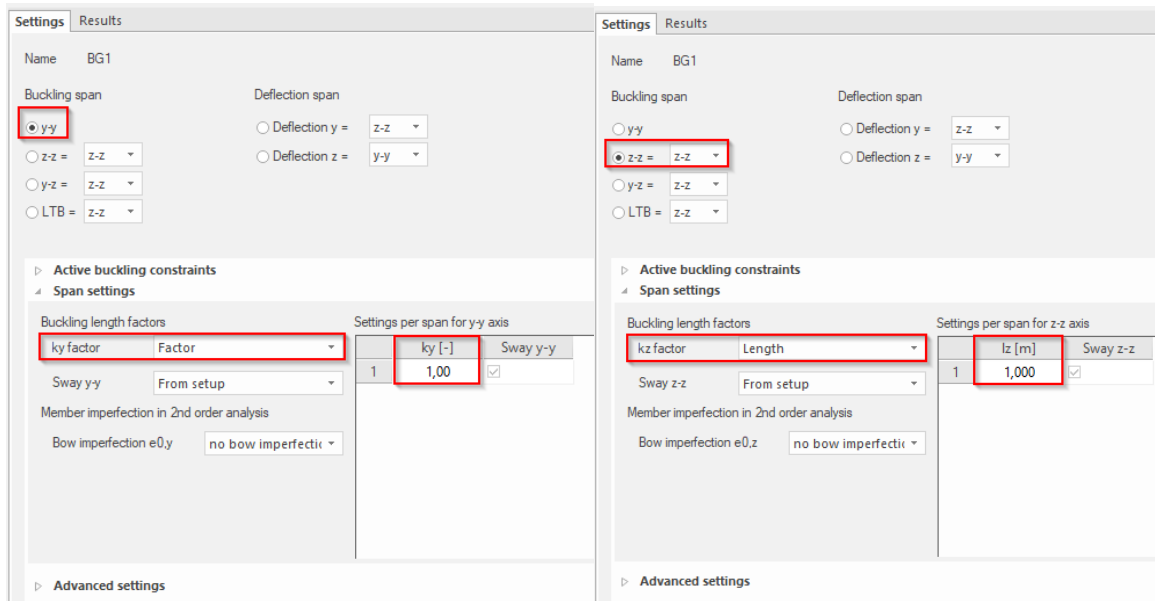 Settings Results
Name BG1
Buckling span Deflection span
y-y Deflection y = z-z
z-z = z-z Deflection z = y-y
y-z = z-z
LTB = z-z
Active buckling constraints
Span settings
Buckling length factors Settings per span for y-y axis
ky factor Factor ky [-] Sway y-y
1 1,00
Sway y-y From setup
Member imperfection in 2nd order analysis
Bow imperfection e0,y no bow imperfectic
Advanced settings
Settings Results
Name BG1
Buckling span Deflection span
y-y Deflection y = z-z
z-z = z-z Deflection z = y-y
y-z = z-z
LTB = z-z
Active buckling constraints
Span settings
Buckling length factors Settings per span for z-z axis
kz factor Length lz [m] Sway z-z
1 1,000
Sway z-z From setup
Member imperfection in 2nd order analysis
Bow imperfection e0,z no bow imperfectic
Advanced settings